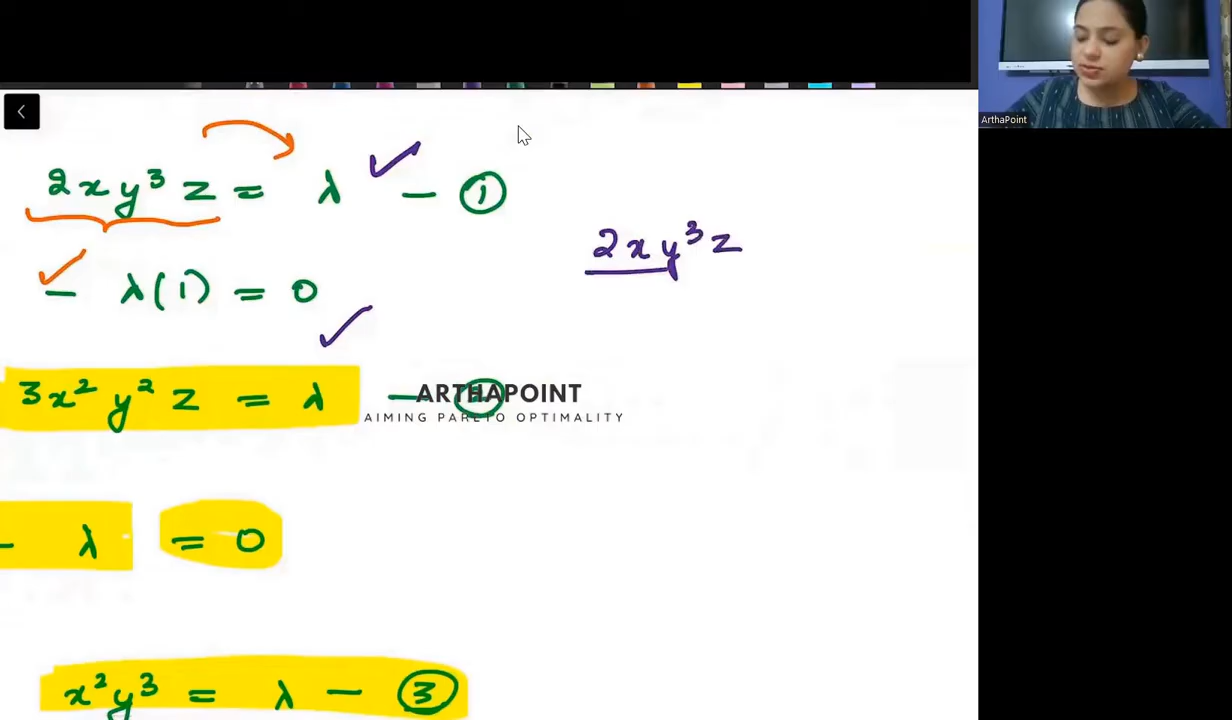 2xy³z = λ – ①
2xy³z
– λ(1) = 0
3x²y²z = λ –
ARTHAPOINT
AIMING PARETO OPTIMALITY
– λ = 0
x²y³ = λ – ③
ArthaPoint